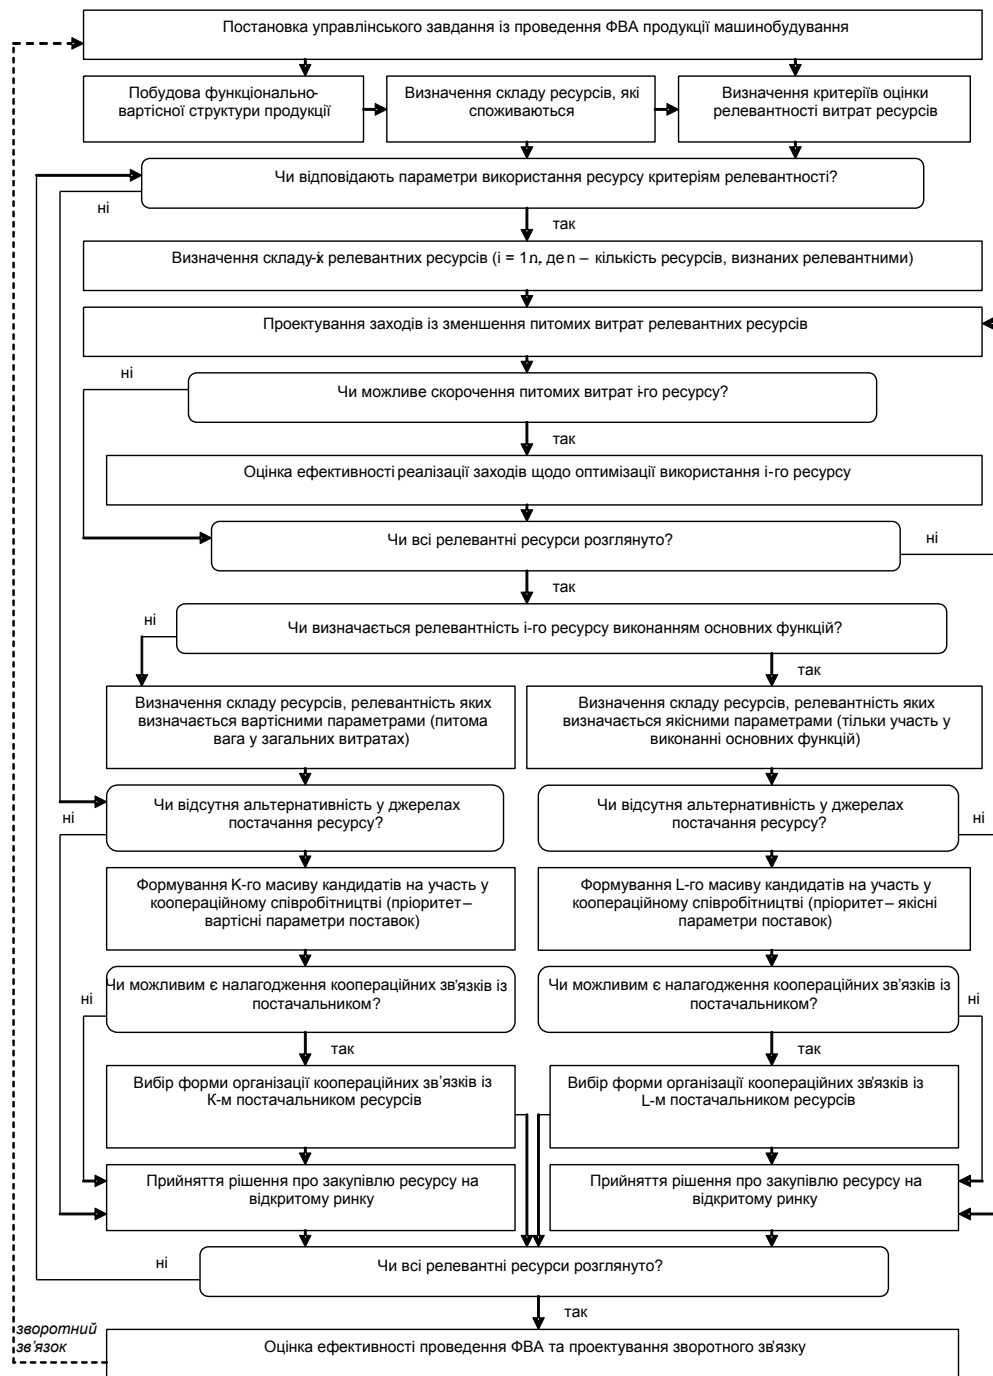 Постановка управлінського завдання із проведення ФВА продукції машинобудування
Побудова функціонально-
вартісної структури продукції
Визначення складу ресурсів, які
споживаються
Визначення критеріїв оцінки
релевантності витрат ресурсів
Чи відповідають параметри використання ресурсу критеріям релевантності?
ні
так
Визначення складу-іх релевантних ресурсів (i = 1n, де n – кількість ресурсів, визнаних релевантними)
Проектування заходів із зменшення питомих витрат релевантних ресурсів
ні
Чи можливе скорочення питомих витрат і-го ресурсу?
так
Оцінка ефективності реалізації заходів щодо оптимізації використання і-го ресурсу
Чи всі релевантні ресурси розглянуто?
ні
так
ні
Чи визначається релевантність і-го ресурсу виконанням основних функцій?
так
Визначення складу ресурсів, релевантність яких
визначається вартісними параметрами (питома
вага у загальних витратах)
Визначення складу ресурсів, релевантність яких
визначається якісними параметрами (тільки участь у
виконанні основних функцій)
Чи відсутня альтернативність у джерелах
постачання ресурсу?
ні
Чи відсутня альтернативність у джерелах
постачання ресурсу?
ні
Формування К-го масиву кандидатів на участь у
коопераційному співробітництві (пріоритет –
вартісні параметри поставок)
Формування L-го масиву кандидатів на участь у
коопераційному співробітництві (пріоритет – якісні
параметри поставок)
Чи можливим є налагодження коопераційних зв'язків із
постачальником?
ні
так
Чи можливим є налагодження коопераційних зв'язків із
постачальником?
ні
так
Вибір форми організації коопераційних зв'язків із
К-м постачальником ресурсів
Вибір форми організації коопераційних зв'язків із
L-м постачальником ресурсів
Прийняття рішення про закупівлю ресурсу на
відкритого ринку
Прийняття рішення про закупівлю ресурсу на
відкритого ринку
ні
Чи всі релевантні ресурси розглянуто?
так
зворотний
зв'язок
Оцінка ефективності проведення ФВА та проектування зворотного зв'язку